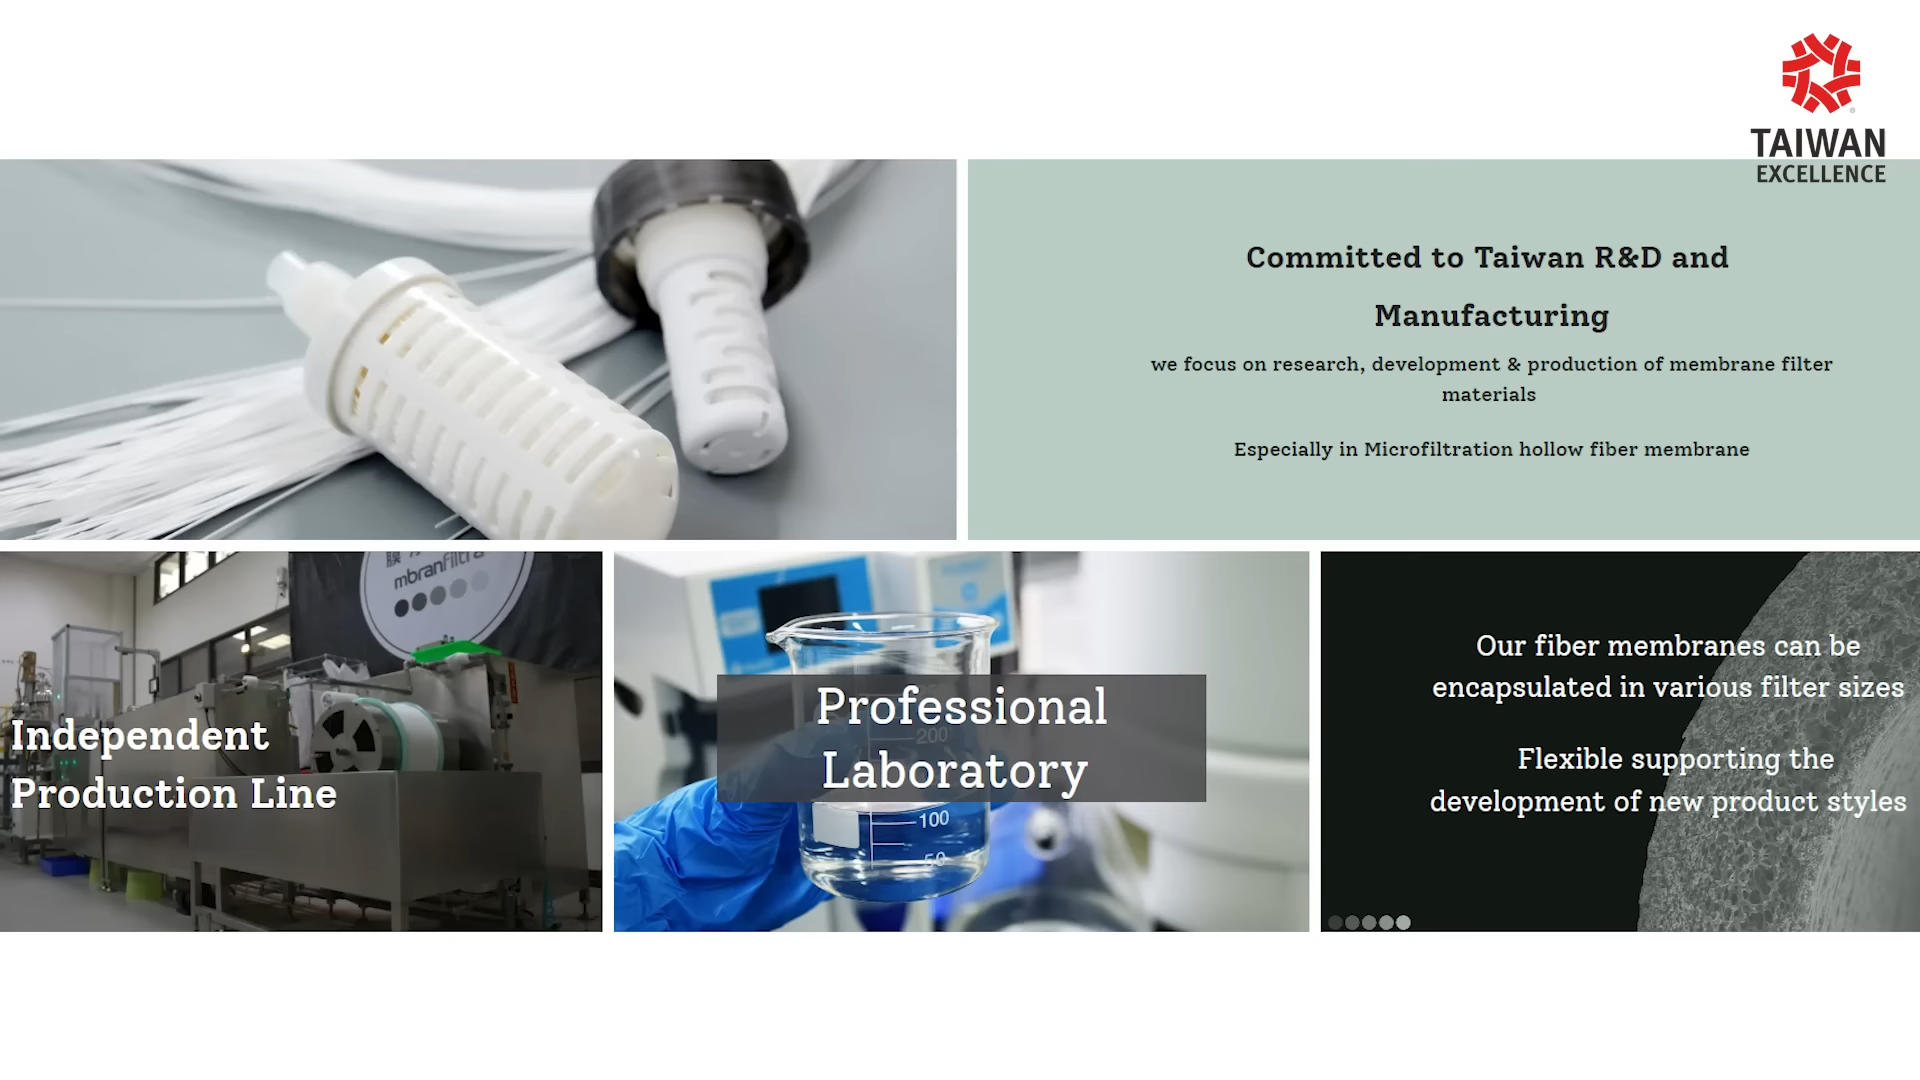 TAIWAN
EXCELLENCE
Committed to Taiwan R&D and
Manufacturing
we focus on research, development & production of membrane filter
materials
Especially in Microfiltration hollow fiber membrane
mbranfiltra
Independent
Production Line
Professional
Laboratory
200
100
50
Our fiber membranes can be
encapsulated in various filter sizes
Flexible supporting the
development of new product styles